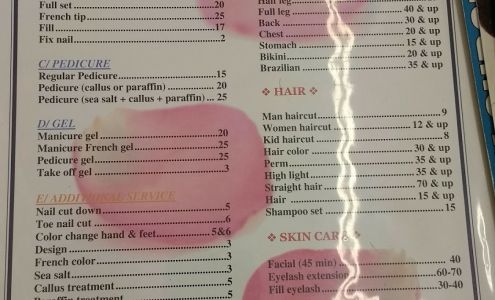 Full set 20
French tip 25
Fill 17
Fix nail 2
C/ PEDICURE
Regular Pedicure 15
Pedicure (callus or paraffin) 20
Pedicure (sea salt + callus + paraffin) 25
D/ GEL
Manicure gel 20
Manicure French gel 25
Pedicure gel 25
Take off gel 3
E/ ADDITIONAL SERVICE
Nail cut down 5
Toe nail cut 6
Color change hand & feet 5&6
Design 3
French color 3
Sea salt 3
Callus treatment 5
Paraffin treatment 5
Half leg
Full leg 40 & up
Back 30 & up
Chest 20 & up
Stomach 15 & up
Bikini 20 & up
Brazilian 35 & up
❖ HAIR ❖
Man haircut 9
Women haircut 12 & up
Kid haircut 8
Hair color 30 & up
Perm 35 & up
High light 35 & up
Straight hair 70 & up
Hair 15 & up
Shampoo set 15
❖ SKIN CARE ❖
Facial (45 min) 40
Eyelash extension 60-70
Fill eyelash 30-40